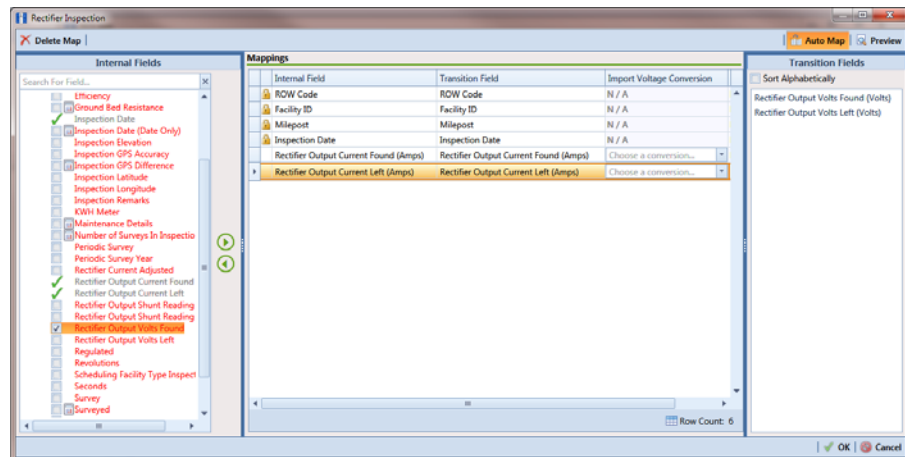 Rectifier Inspection
Delete Map
Auto Map
Preview
Internal Fields
Search For Field...
Efficiency
Ground Bed Resistance
Inspection Date
Inspection Date (Date Only)
Inspection Elevation
Inspection GPS Accuracy
Inspection GPS Difference
Inspection Latitude
Inspection Longitude
Inspection Remarks
KWH Meter
Maintenance Details
Number of Surveys In Inspectio
Periodic Survey
Periodic Survey Year
Rectifier Current Adjusted
Rectifier Output Current Found
Rectifier Output Current Left
Rectifier Output Shunt Reading
Rectifier Output Shunt Reading
Rectifier Output Volts Found
Rectifier Output Volts Left
Regulated
Revolutions
Scheduling Facility Type Inspect
Seconds
Survey
Surveyed
Mappings
Internal Field Transition Field Import Voltage Conversion
ROW Code ROW Code N / A
Facility ID Facility ID N / A
Milepost Milepost N / A
Inspection Date Inspection Date N / A
Rectifier Output Current Found (Amps) Rectifier Output Current Found (Amps) Choose a conversion...
Rectifier Output Current Left (Amps) Rectifier Output Current Left (Amps) Choose a conversion...
Row Count: 6
Transition Fields
Sort Alphabetically
Rectifier Output Volts Found (Volts)
Rectifier Output Volts Left (Volts)
OK
Cancel